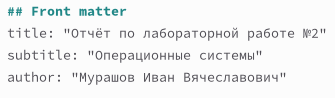 ## Front matter
title: "Отчёт по лабораторной работе №2"
subtitle: "Операционные системы"
author: "Мурашов Иван Вячеславович"